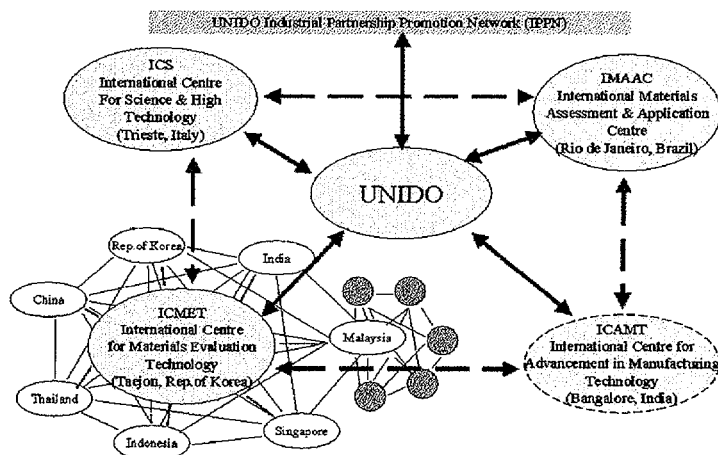 UNIDO Industrial Partnership Promotion Network (IPPN)
ICS
International Centre
For Science & High
Technology
(Trieste, Italy)
IMAAC
International Materials
Assessment & Application
Centre
(Rio de Janeiro, Brazil)
UNIDO
Rep.of Korea
India
China
ICMET
International Centre
for Materials Evaluation
Technology
(Taejon, Rep.of Korea)
Malaysia
ICAMT
International Centre for
Advancement in Manufacturing
Technology
(Bangalore, India)
Thailand
Indonesia
Singapore